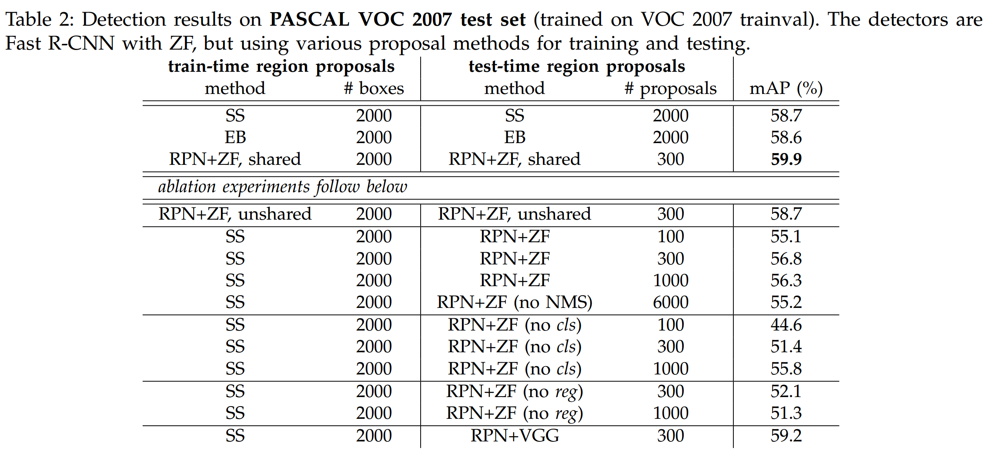 Table 2: Detection results on PASCAL VOC 2007 test set (trained on VOC 2007 trainval). The detectors are
Fast R-CNN with ZF, but using various proposal methods for training and testing.
train-time region proposals test-time region proposals
method # boxes method # proposals mAP (%)
SS 2000 SS 2000 58.7
EB 2000 EB 2000 58.6
RPN+ZF, shared 2000 RPN+ZF, shared 300 59.9
ablation experiments follow below
RPN+ZF, unshared 2000 RPN+ZF, unshared 300 58.7
SS 2000 RPN+ZF 100 55.1
SS 2000 RPN+ZF 300 56.8
SS 2000 RPN+ZF 1000 56.3
SS 2000 RPN+ZF (no NMS) 6000 55.2
SS 2000 RPN+ZF (no cls) 100 44.6
SS 2000 RPN+ZF (no cls) 300 51.4
SS 2000 RPN+ZF (no cls) 1000 55.8
SS 2000 RPN+ZF (no reg) 300 52.1
SS 2000 RPN+ZF (no reg) 1000 51.3
SS 2000 RPN+VGG 300 59.2